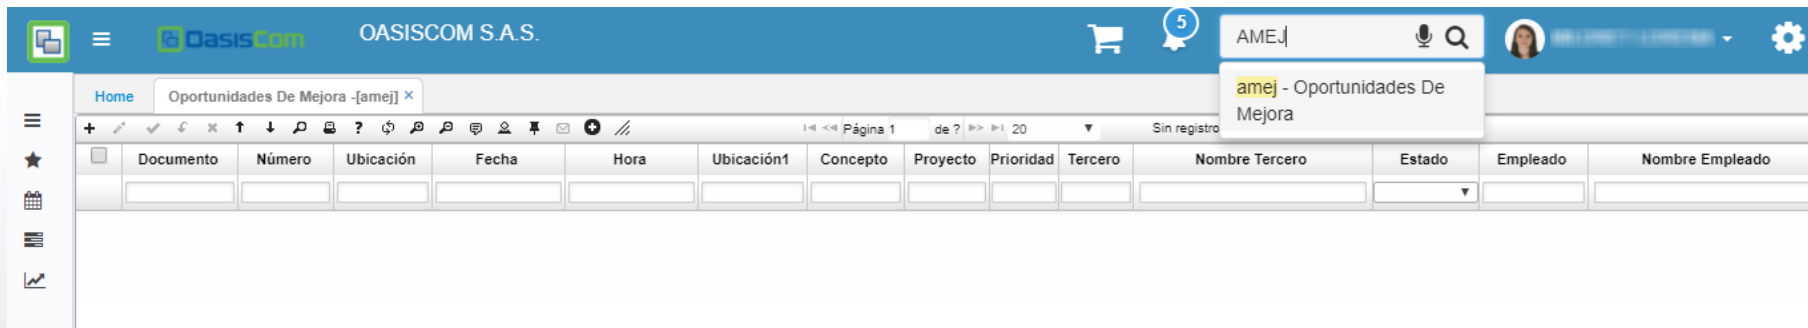 OasisCom
OASISCOM S.A.S.
5
AMEJ
amej - Oportunidades De
Mejora
Home
Oportunidades De Mejora -[amej] ×
Página 1 de ? 20
Sin registro
Documento Número Ubicación Fecha Hora Ubicación1 Concepto Proyecto Prioridad Tercero Nombre Tercero Estado Empleado Nombre Empleado